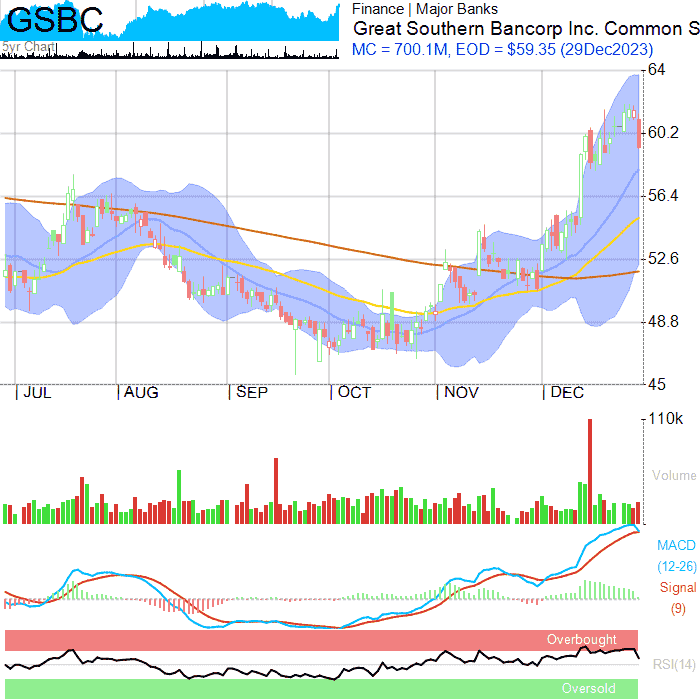 GSBC
5yr Chart
Finance | Major Banks
Great Southern Bancorp Inc. Common S
MC = 700.1M, EOD = $59.35 (29Dec2023)
64
60.2
56.4
52.6
48.8
45
JUL
AUG
SEP
OCT
NOV
DEC
110k
Volume
MACD
(12-26)
Signal
(9)
Overbought
RSI(14)
Oversold